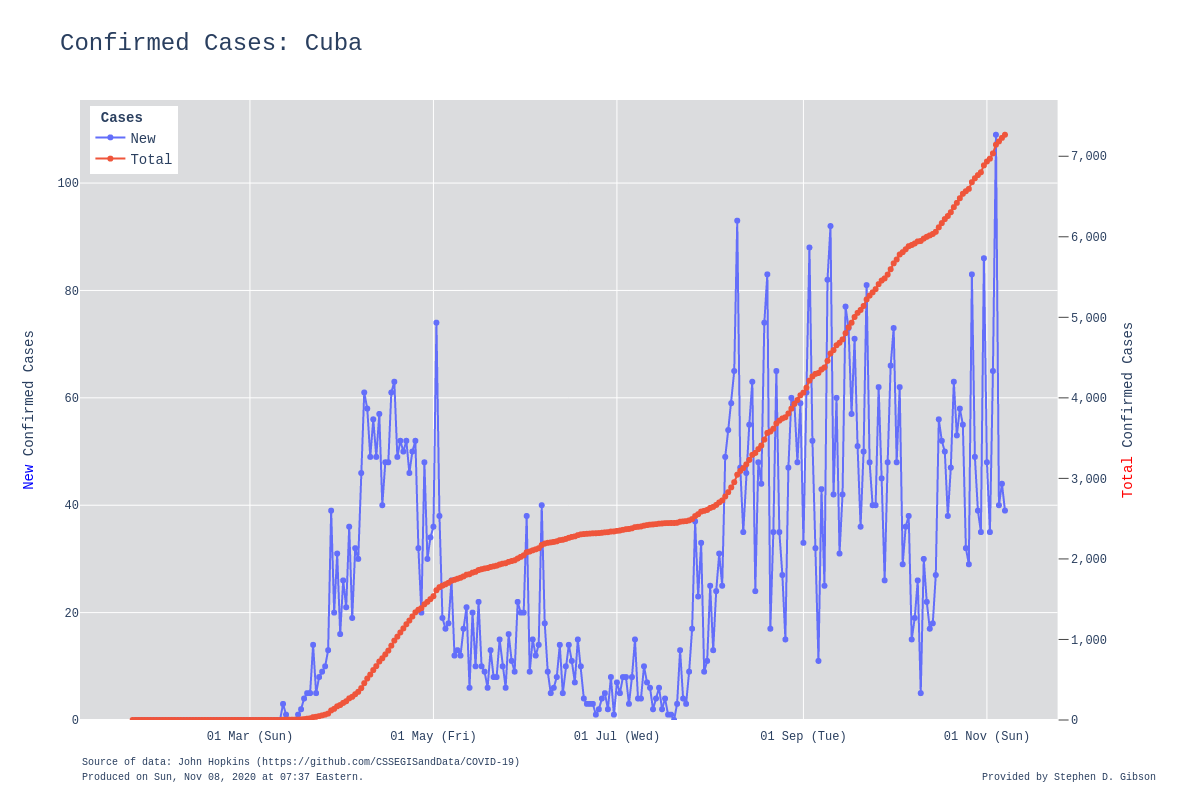 Confirmed Cases: Cuba
Cases
New
Total
100
80
60
40
20
0
7,000
6,000
5,000
4,000
3,000
2,000
1,000
0
New Confirmed Cases
Total Confirmed Cases
01 Mar (Sun)
01 May (Fri)
01 Jul (Wed)
01 Sep (Tue)
01 Nov (Sun)
Source of data: John Hopkins (https://github.com/CSSEGISandData/COVID-19)
Produced on Sun, Nov 08, 2020 at 07:37 Eastern.
Provided by Stephen D. Gibson